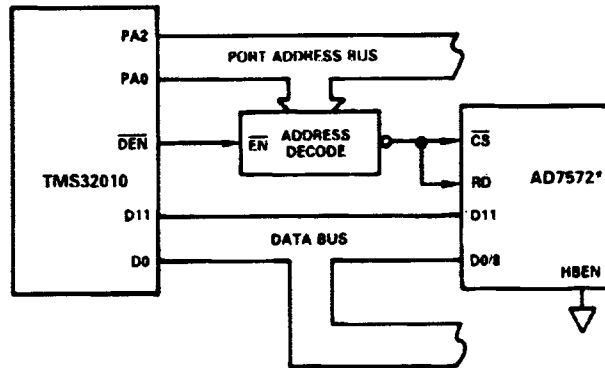 PA2
PORT ADDRESS BUS
PA0
DEN
EN
ADDRESS
DECODE
CS
TMS32010
RD
AD7572*
D11
D11
DATA BUS
D0
D0/8
HBEN